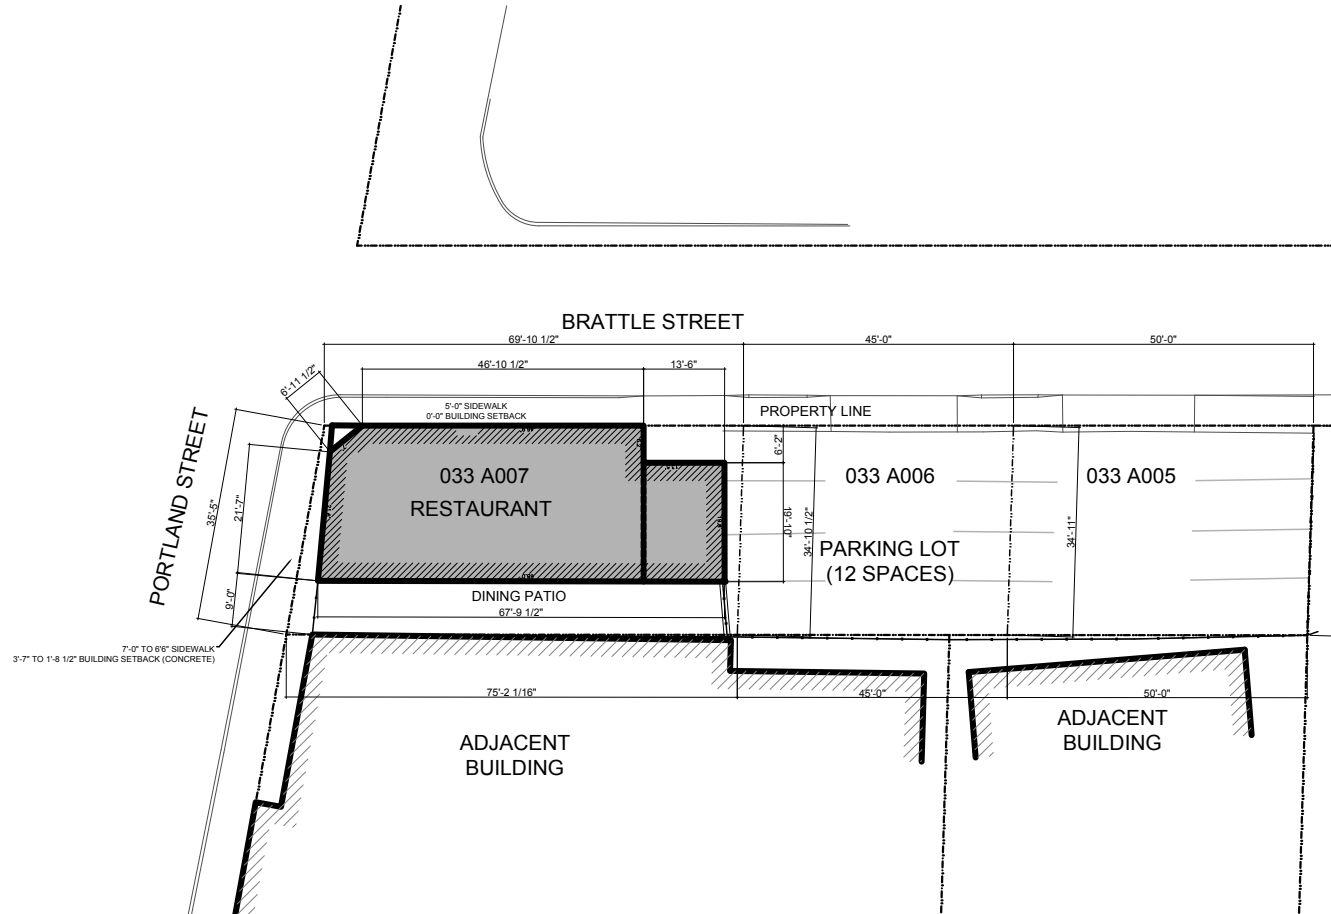 BRATTLE STREET
69'-10 1/2"
45'-0"
50'-0"
46'-10 1/2"
13'-6"
6'-11 1/2"
5'-0" SIDEWALK
0'-0" BUILDING SETBACK
PROPERTY LINE
6'-2"
PORTLAND STREET
35'-5"
21'-7"
9'-0"
033 A007
RESTAURANT
033 A006
033 A005
19'-10"
34'-10 1/2"
34'-11"
PARKING LOT
(12 SPACES)
DINING PATIO
67'-9 1/2"
7'-0" TO 6'6" SIDEWALK
3'-7" TO 1'-8 1/2" BUILDING SETBACK (CONCRETE)
75'-2 1/16"
45'-0"
50'-0"
ADJACENT
BUILDING
ADJACENT
BUILDING